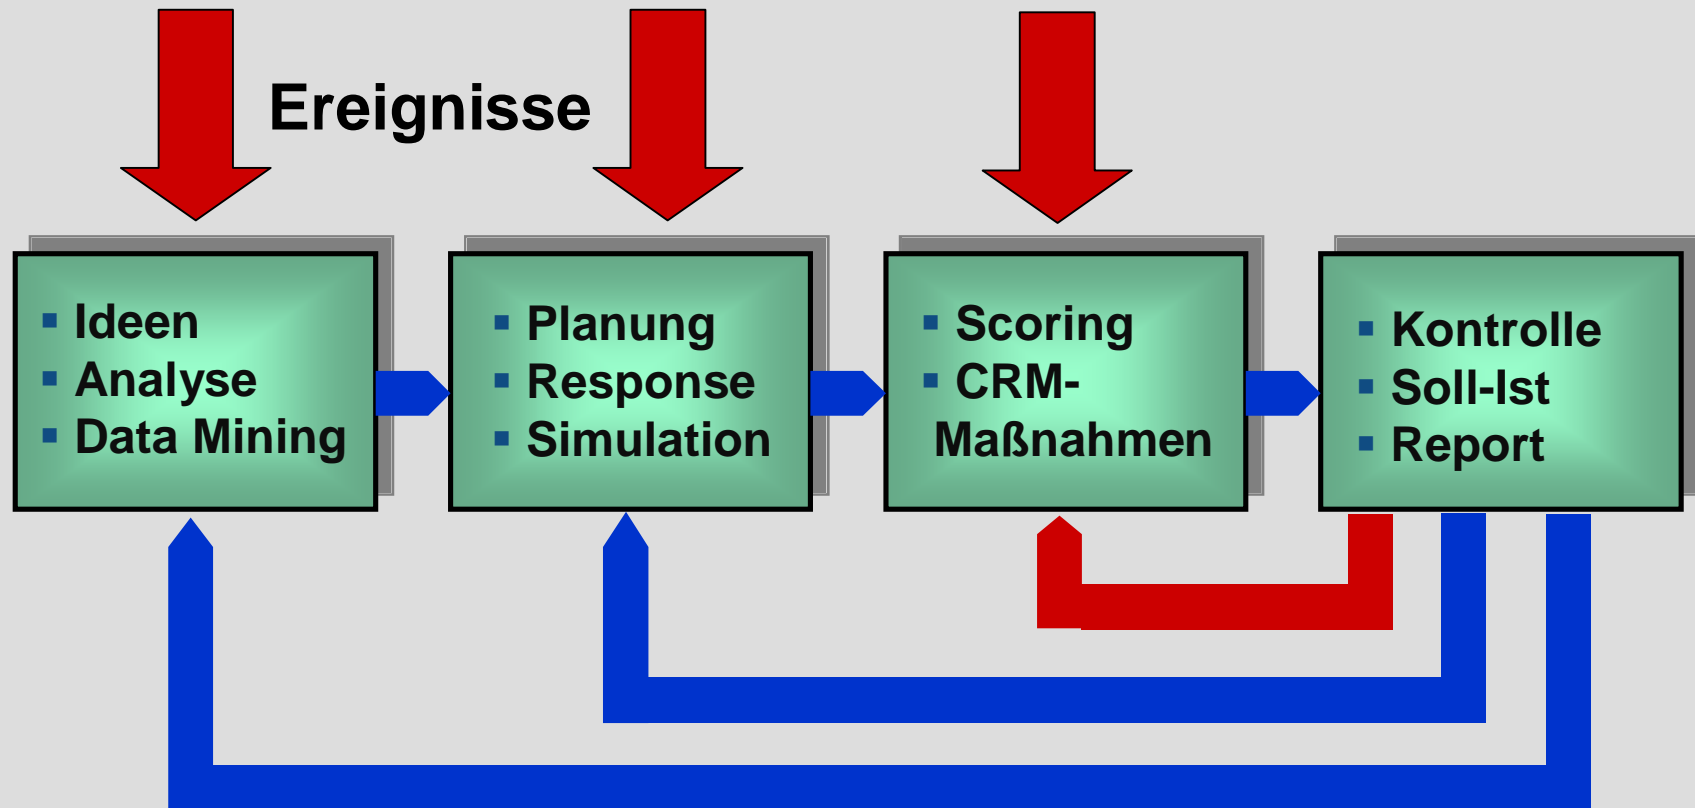 Ereignisse
▪ Ideen
▪ Analyse
▪ Data Mining
▪ Planung
▪ Response
▪ Simulation
▪ Scoring
▪ CRM-
Maßnahmen
▪ Kontrolle
▪ Soll-Ist
▪ Report